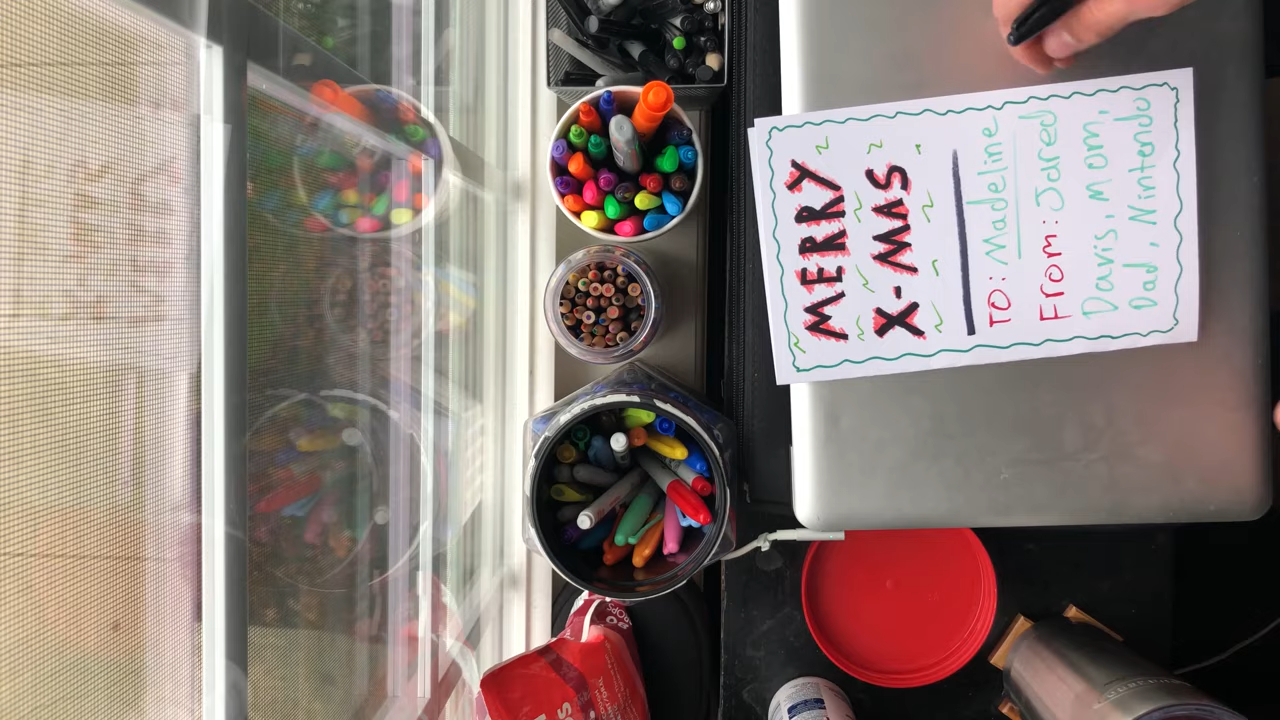 MERRY
X-MAS
TO: Madeline
From: Jared
Davis, Mom,
Dad, Nintendo